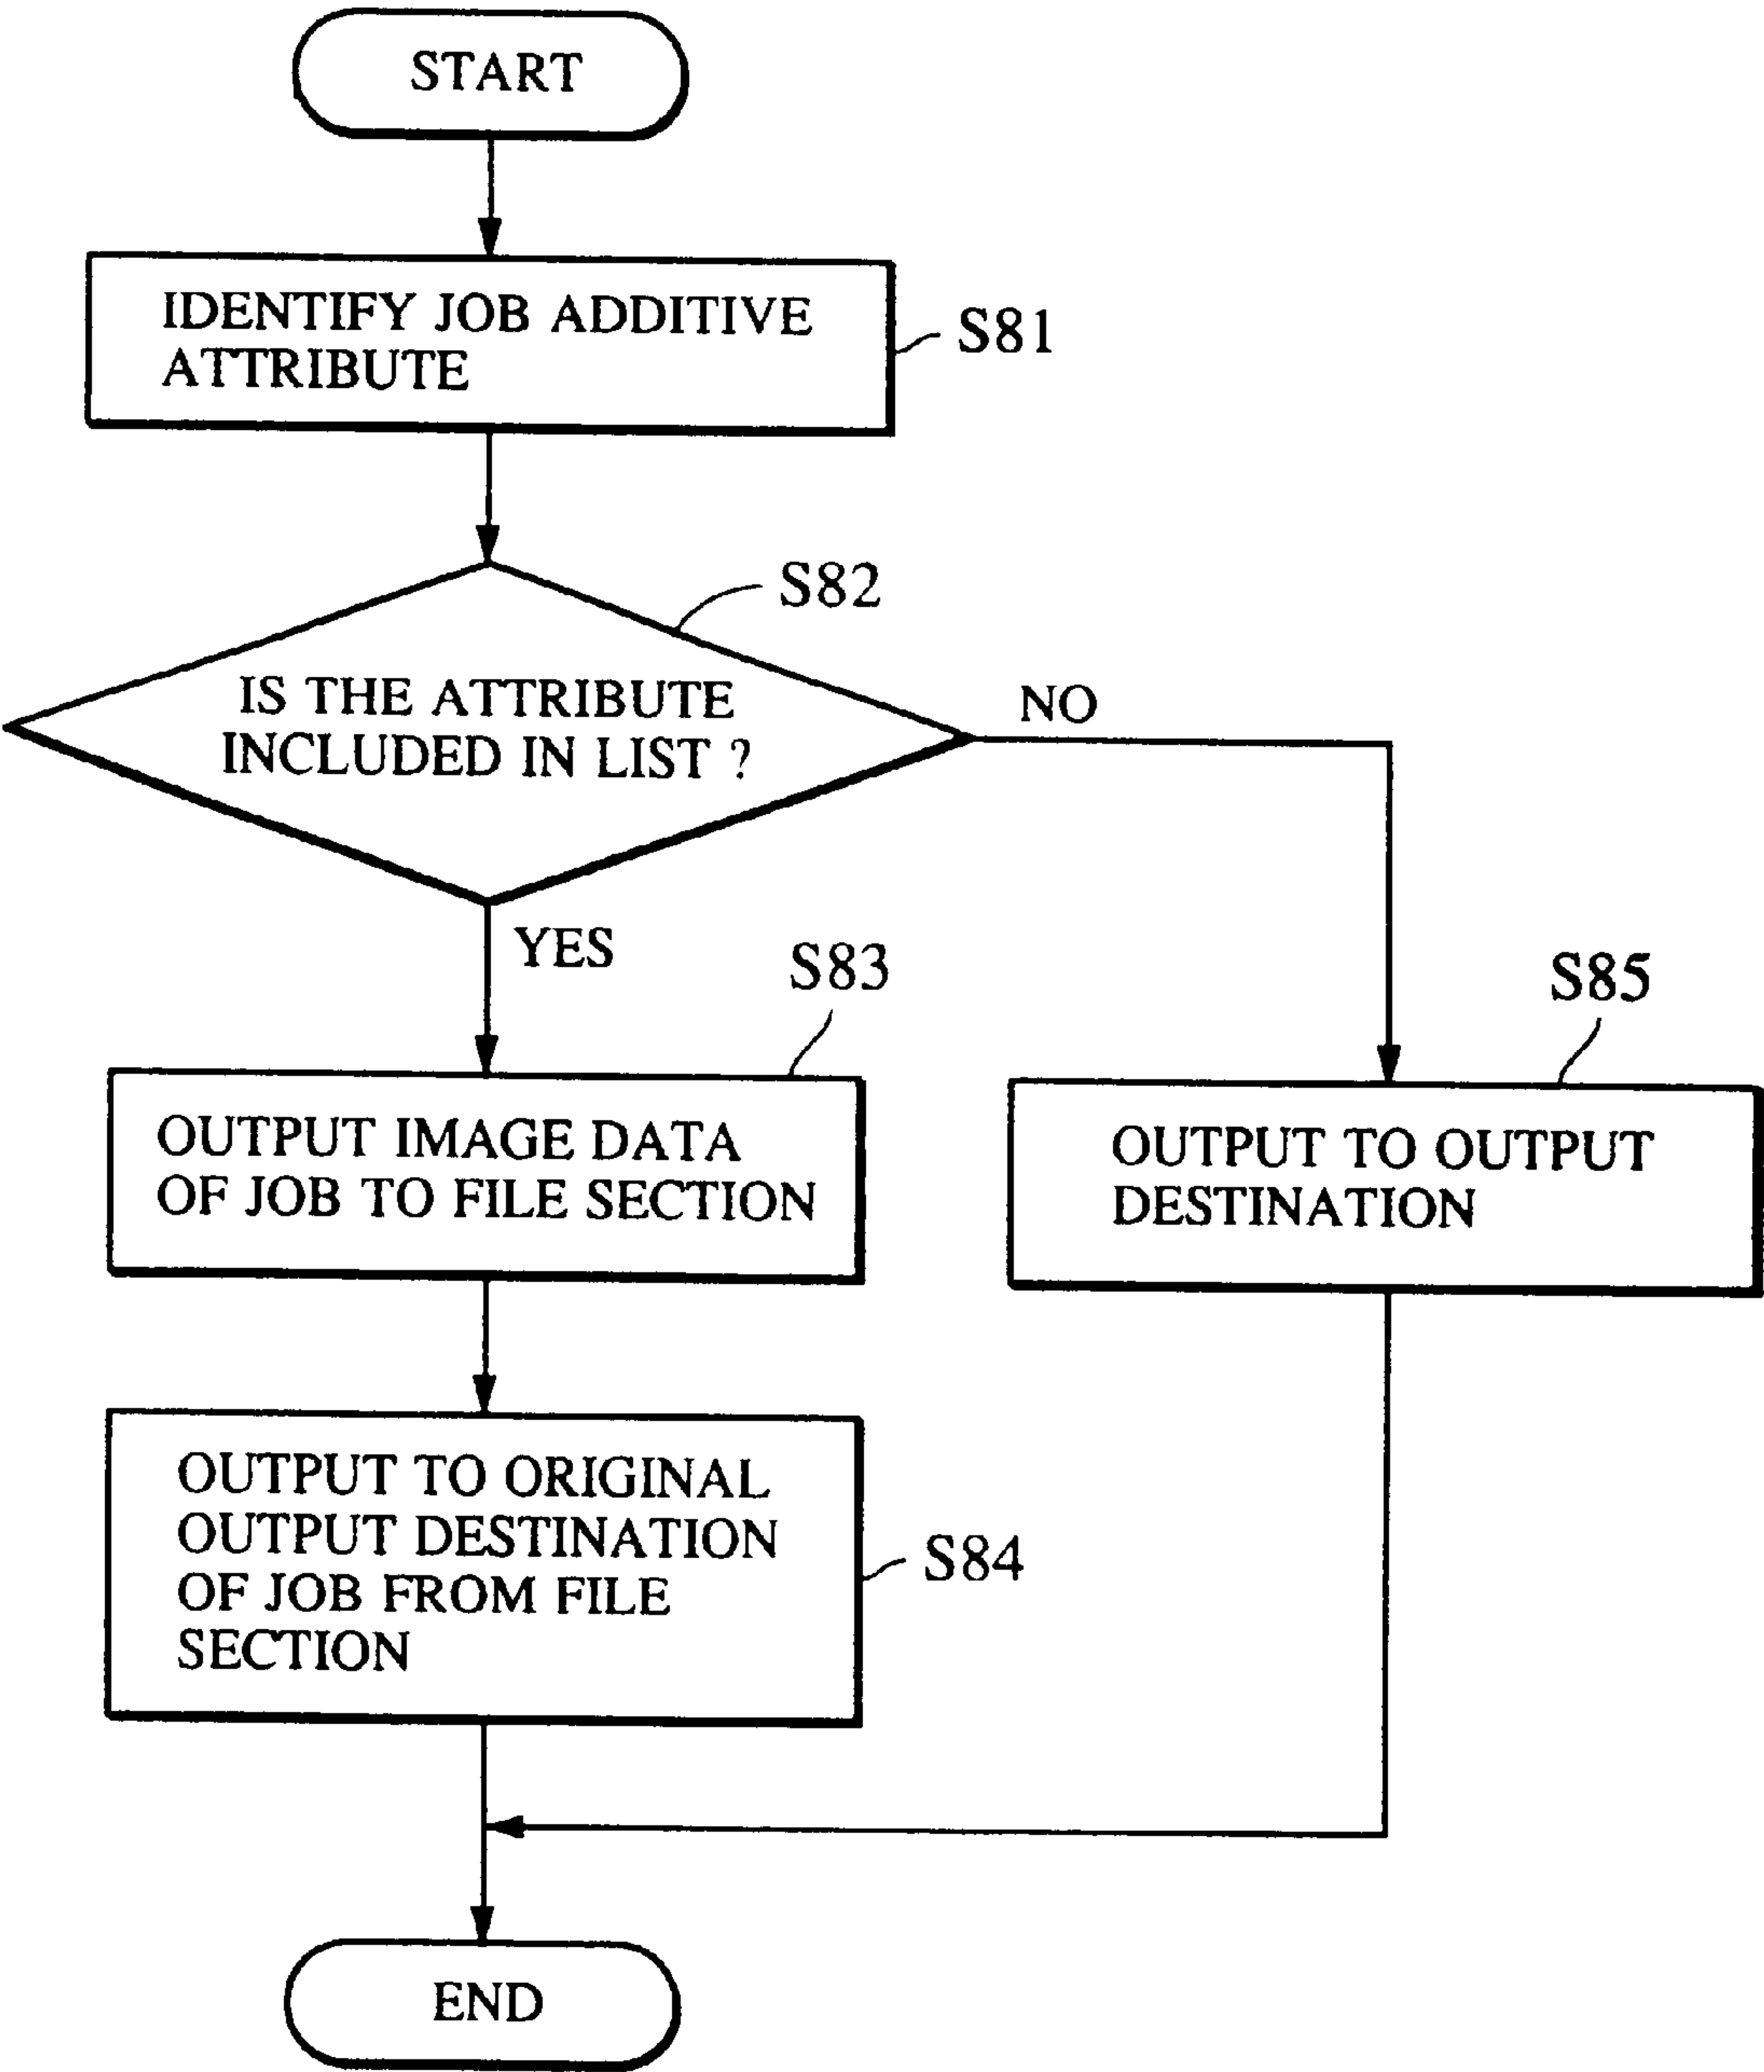 START
IDENTIFY JOB ADDITIVE
ATTRIBUTE
S81
S82
IS THE ATTRIBUTE
INCLUDED IN LIST ?
NO
YES
S83
OUTPUT IMAGE DATA
OF JOB TO FILE SECTION
S85
OUTPUT TO OUTPUT
DESTINATION
OUTPUT TO ORIGINAL
OUTPUT DESTINATION
OF JOB FROM FILE
SECTION
S84
END